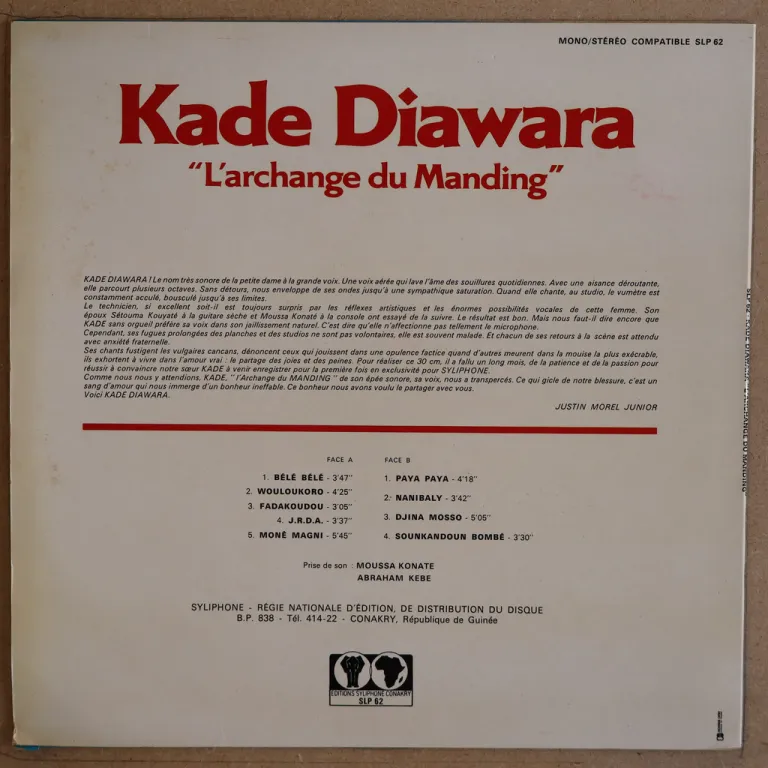 MONO/STÉRÉO COMPATIBLE SLP 62
Kade Diawara
"L'archange du Manding"
KADE DIAWARA ! Le nom très sonore de la petite dame à la grande voix. Une voix aérée qui lave l'âme des souillures quotidiennes. Avec une aisance déroutante,
elle parcourt plusieurs octaves. Sans détours, nous enveloppe de ses ondes jusqu'à une sympathique saturation. Quand elle chante, au studio, le vumètre est
constamment acculé, bousculé jusqu'à ses limites.
Le technicien, si excellent soit-il est toujours surpris par les réflexes artistiques et les énormes possibilités vocales de cette femme. Son
époux Sétouma Kouyaté à la guitare sèche et Moussa Konaté à la console ont essayé de la suivre. Le résultat est bon. Mais nous faut-il dire encore que
KADE sans orgueil préfère sa voix dans son jaillissement naturel. C'est dire qu'elle n'affectionne pas tellement le microphone.
Cependant, ses fugues prolongées des planches et des studios ne sont pas volontaires, elle est souvent malade. Et chacun de ses retours à la scène est attendu
avec anxiété fraternelle.
Ses chants fustigent les vulgaires cancans, dénoncent ceux qui jouissent dans une opulence factice quand d'autres meurent dans la mouise la plus exécrable,
ils exhortent à vivre dans l'amour vrai : le partage des joies et des peines. Pour réaliser ce 30 cm, il a fallu un long mois, de la patience et de la passion pour
réussir à convaincre notre sœur KADE à venir enregistrer pour la première fois en exclusivité pour SYLIPHONE.
Comme nous nous y attendions, KADE, "l'Archange du MANDING" de son épée sonore, sa voix, nous a transpercés. Ce qui gicle de notre blessure, c'est un
sang d'amour qui nous immerge d'un bonheur ineffable. Ce bonheur nous avons voulu le partager avec vous.
Voici KADE DIAWARA.
JUSTIN MOREL JUNIOR
FACE A
1. BÉLÉ BÉLÉ - 3'47"
2. WOULOUKORO - 4'25"
3. FADAKOUDOU - 3'05"
4. J.R.D.A. - 3'37"
5. MONÉ MAGNI - 5'45"
FACE B
1. PAYA PAYA - 4'18"
2. NANIBALY - 3'42"
3. DJINA MOSSO - 5'05"
4. SOUNKANDOUN BOMBÉ - 3'30"
Prise de son : MOUSSA KONATE
ABRAHAM KEBE
SYLIPHONE - RÉGIE NATIONALE D'ÉDITION, DE DISTRIBUTION DU DISQUE
B.P. 838 - Tél. 414-22 - CONAKRY, République de Guinée
EDITIONS SYLIPHONE CONAKRY
SLP 62